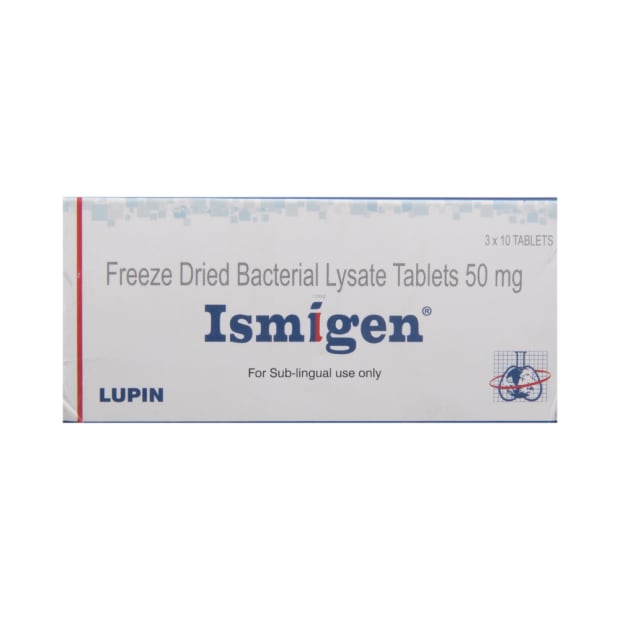 3 x 10 TABLETS
Freeze Dried Bacterial Lysate Tablets 50 mg
Ismigen®
For Sub-lingual use only
LUPIN